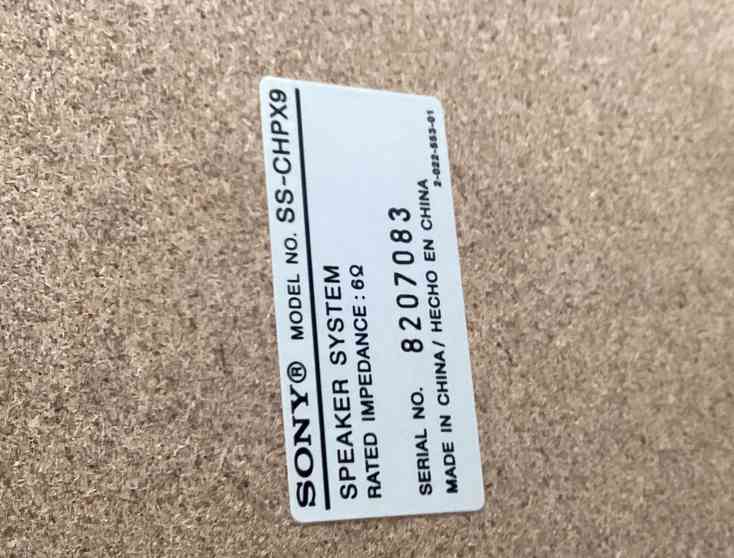 SONY® MODEL NO. SS-CHPX9
SPEAKER SYSTEM
RATED IMPEDANCE: 6Ω
SERIAL NO. 8207083
MADE IN CHINA/ HECHO EN CHINA
2-022-553-01